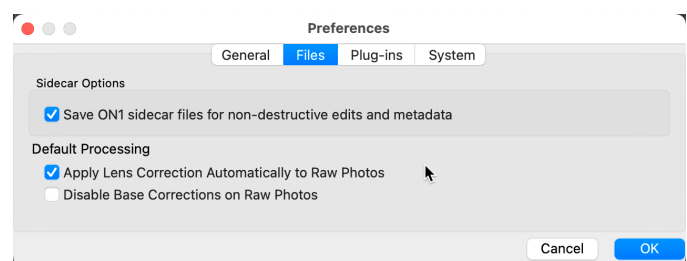 Preferences
General Files Plug-ins System
Sidecar Options
Save ON1 sidecar files for non-destructive edits and metadata
Default Processing
Apply Lens Correction Automatically to Raw Photos
Disable Base Corrections on Raw Photos
Cancel OK